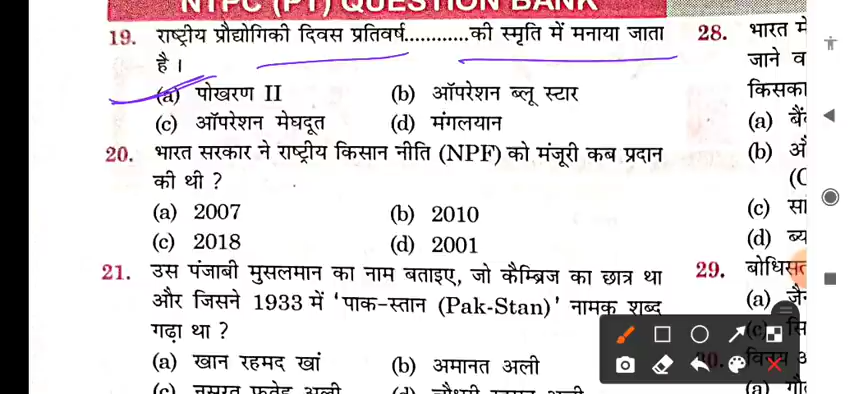 NTPC (PT) QUESTION BANK
19. राष्ट्रीय प्रौद्योगिकी दिवस प्रतिवर्ष............की स्मृति में मनाया जाता
है।
(a) पोखरण II (b) ऑपरेशन ब्लू स्टार
(c) ऑपरेशन मेघदूत (d) मंगलयान
20. भारत सरकार ने राष्ट्रीय किसान नीति (NPF) को मंजूरी कब प्रदान
की थी ?
(a) 2007 (b) 2010
(c) 2018 (d) 2001
21. उस पंजाबी मुसलमान का नाम बताइए, जो कैम्ब्रिज का छात्र था
और जिसने 1933 में 'पाक-स्तान (Pak-Stan)' नामक शब्द
गढ़ा था ?
(a) खान रहमद खां (b) अमानत अली
28. भारत में
जाने व
किसका
(a)
(b)
(c)
(d)
29.
(a)
(c)
30.
(a)